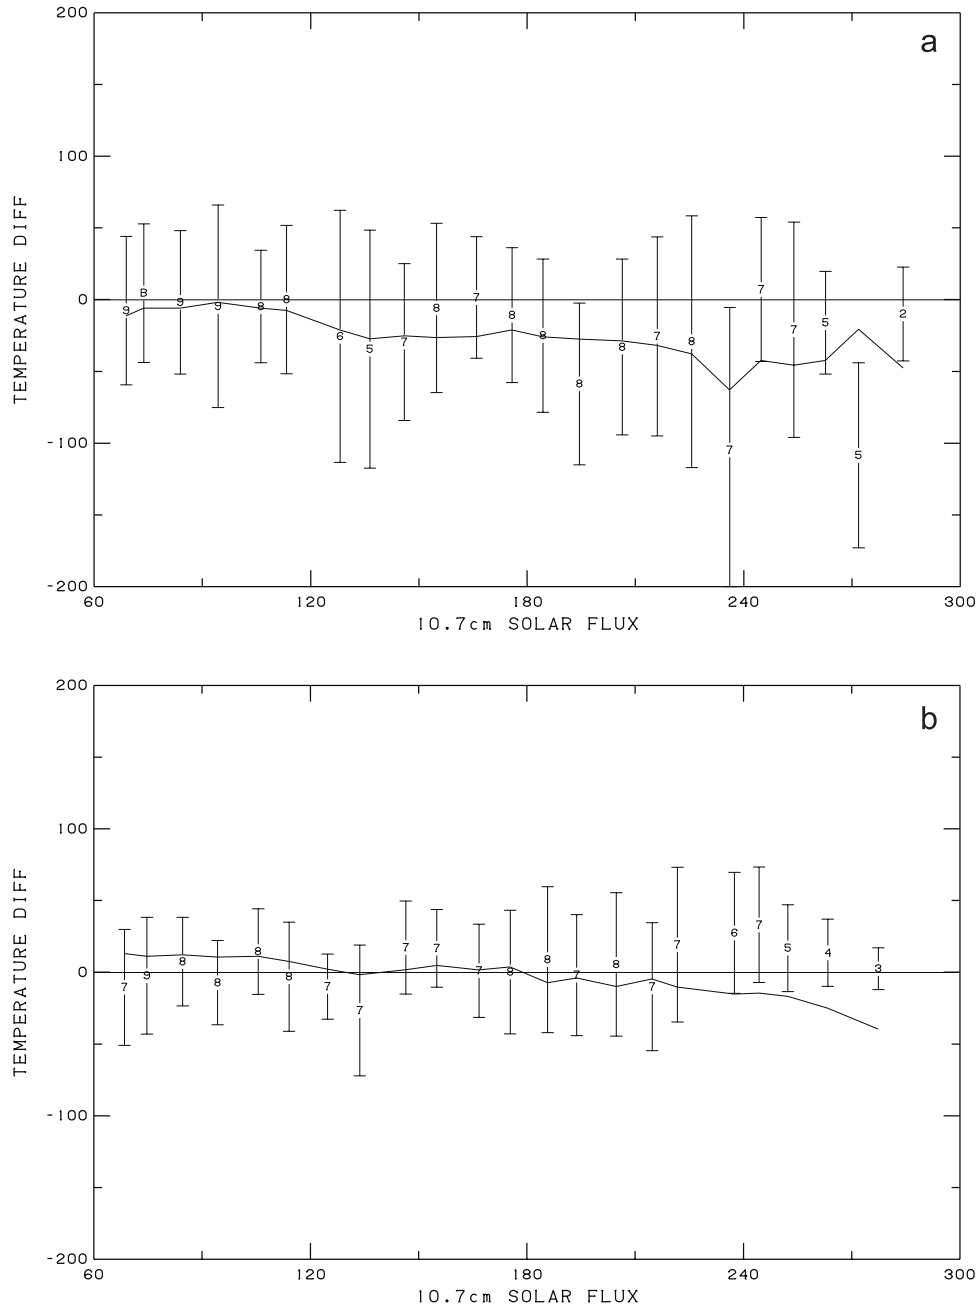 200
a
100
TEMPERATURE DIFF
0
-100
-200
9 B 9 9 8 8 6 5 7 8 7 8 8 8 8 7 8 7 7 7 5 5 2
60 120 180 240 300
10.7cm SOLAR FLUX
200
b
100
TEMPERATURE DIFF
0
-100
-200
7 9 8 8 8 8 7 7 7 7 7 8 8 7 8 7 7 6 7 5 4 3
60 120 180 240 300
10.7cm SOLAR FLUX